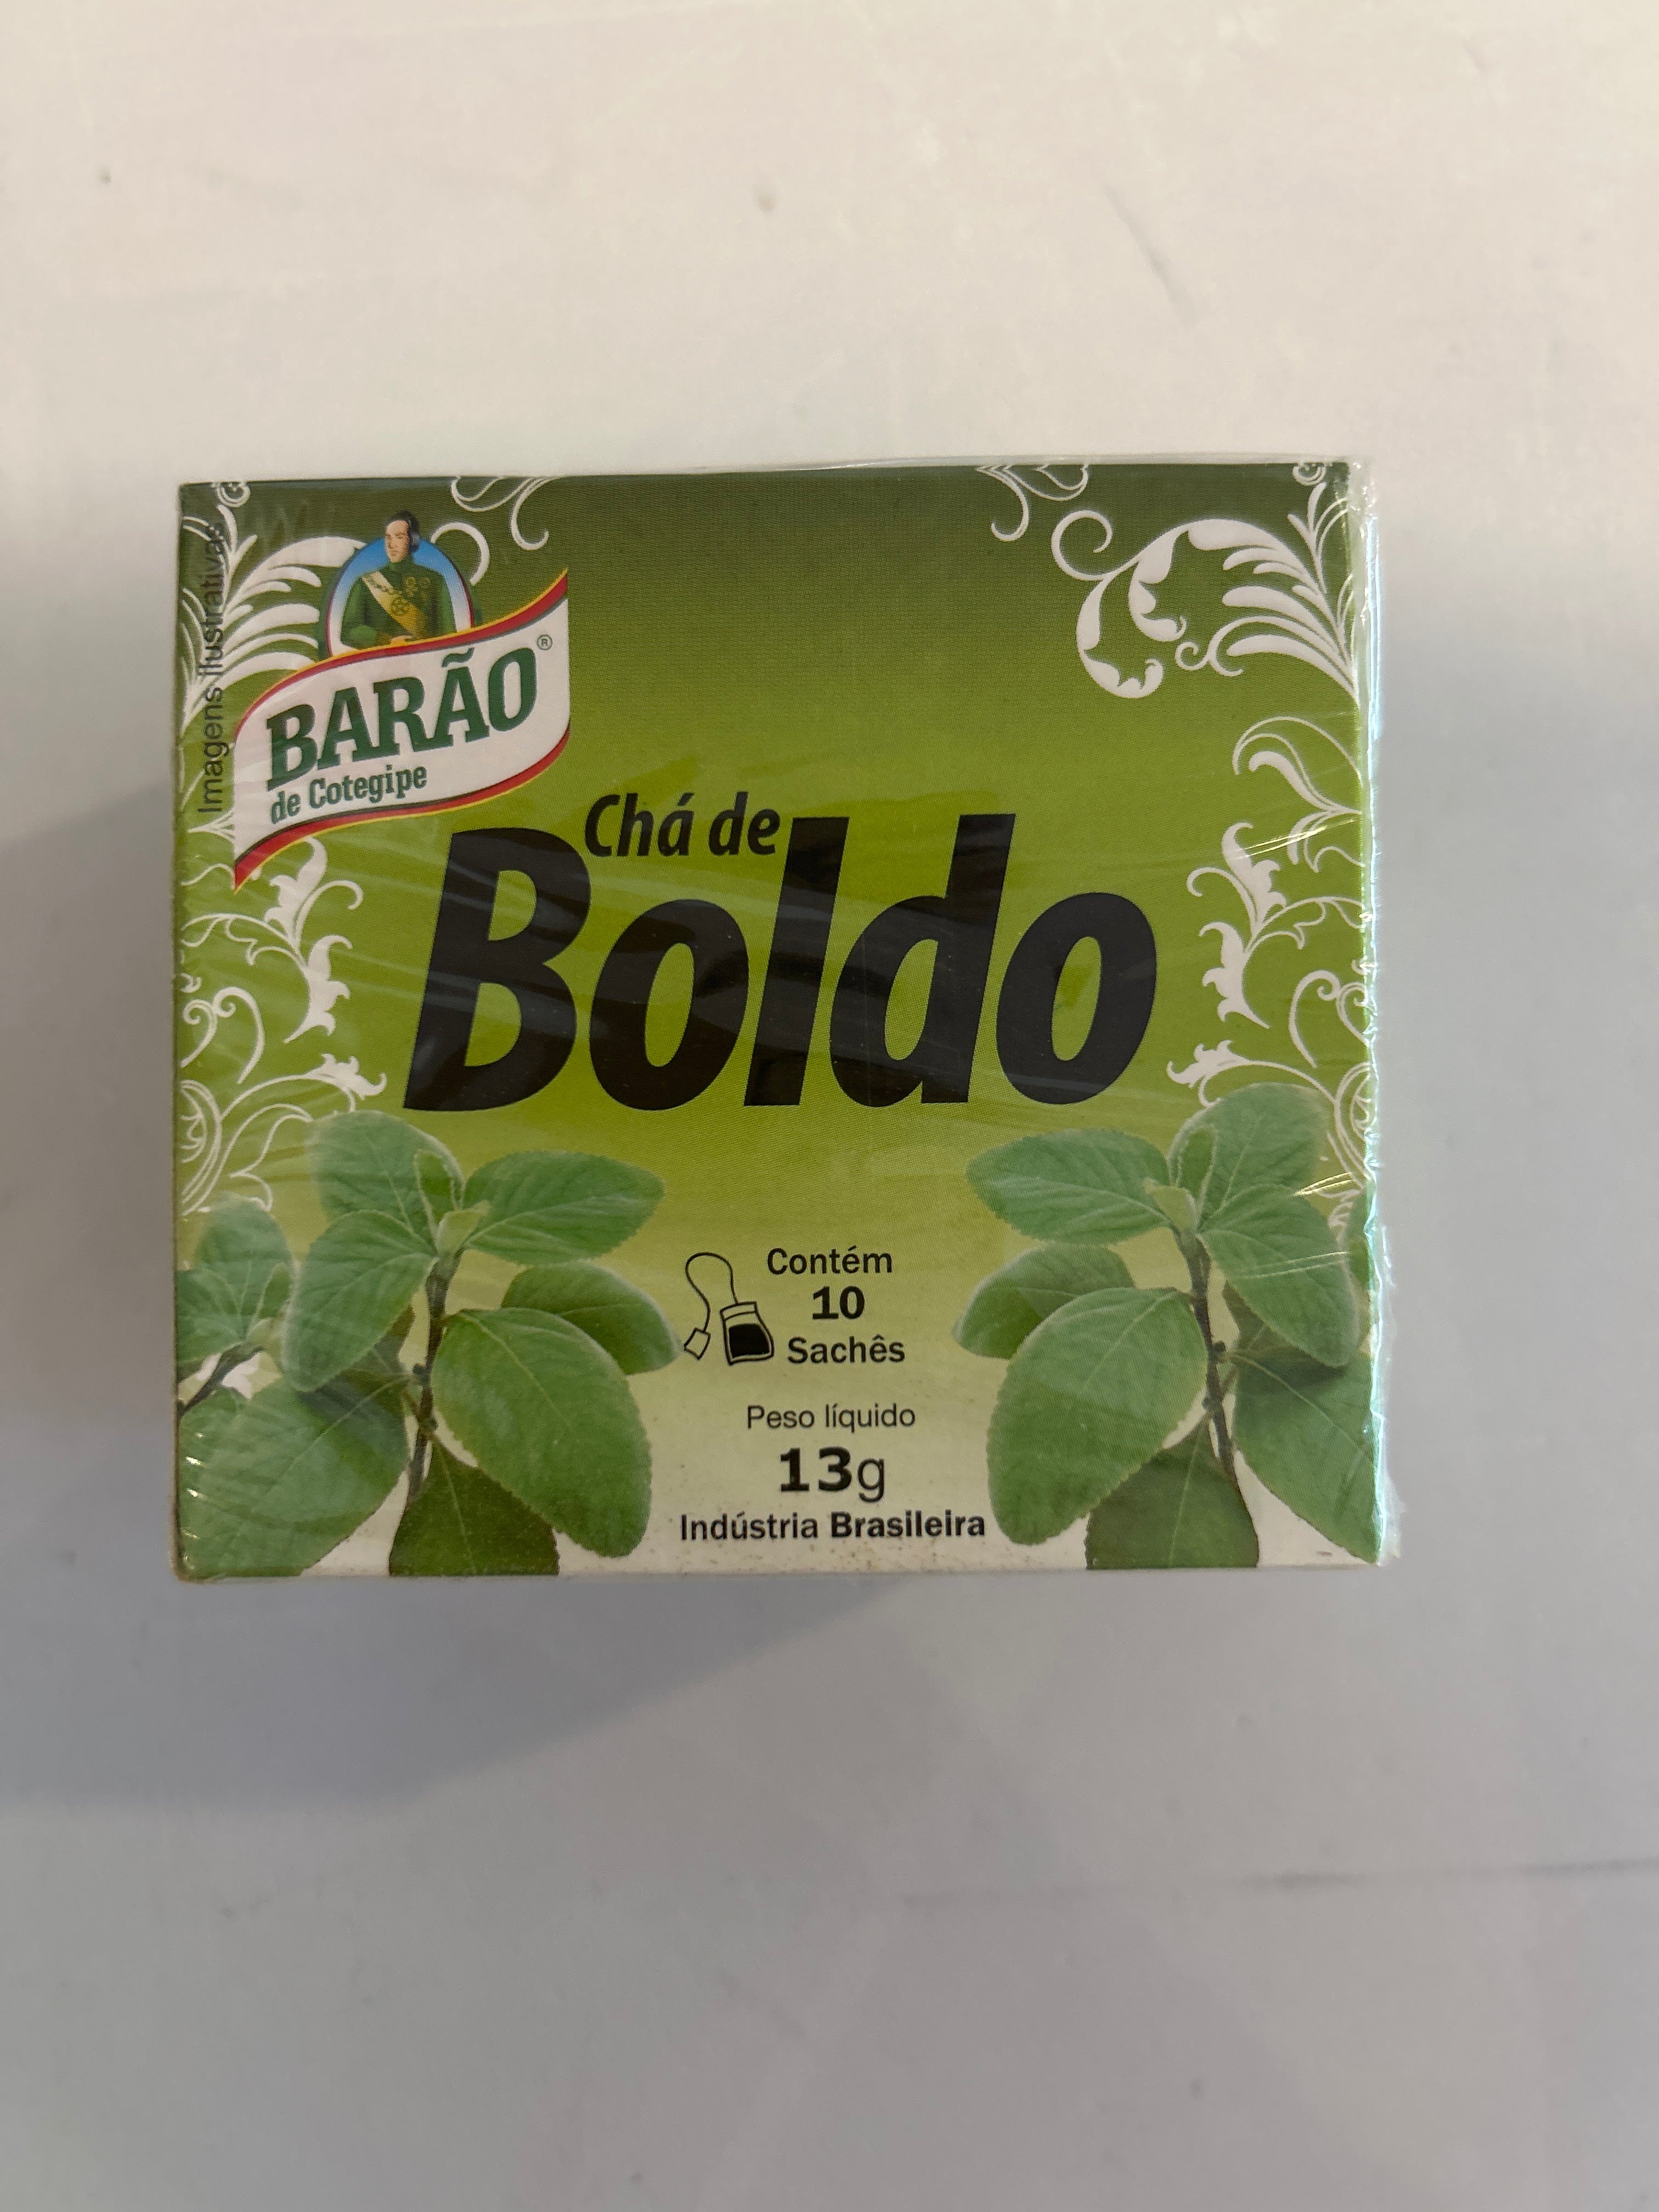 Imagens Ilustrativas
BARÃO®
de Cotegipe
Chá de
Boldo
Contém
10
Sachês
Peso líquido
13g
Indústria Brasileira